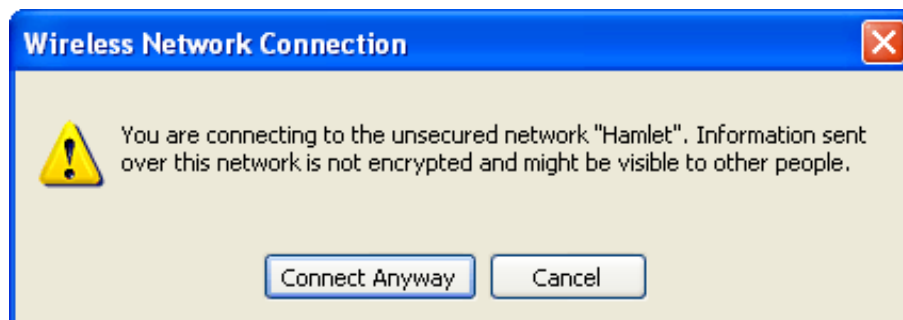 Wireless Network Connection
You are connecting to the unsecured network "Hamlet". Information sent
over this network is not encrypted and might be visible to other people.
Connect Anyway
Cancel